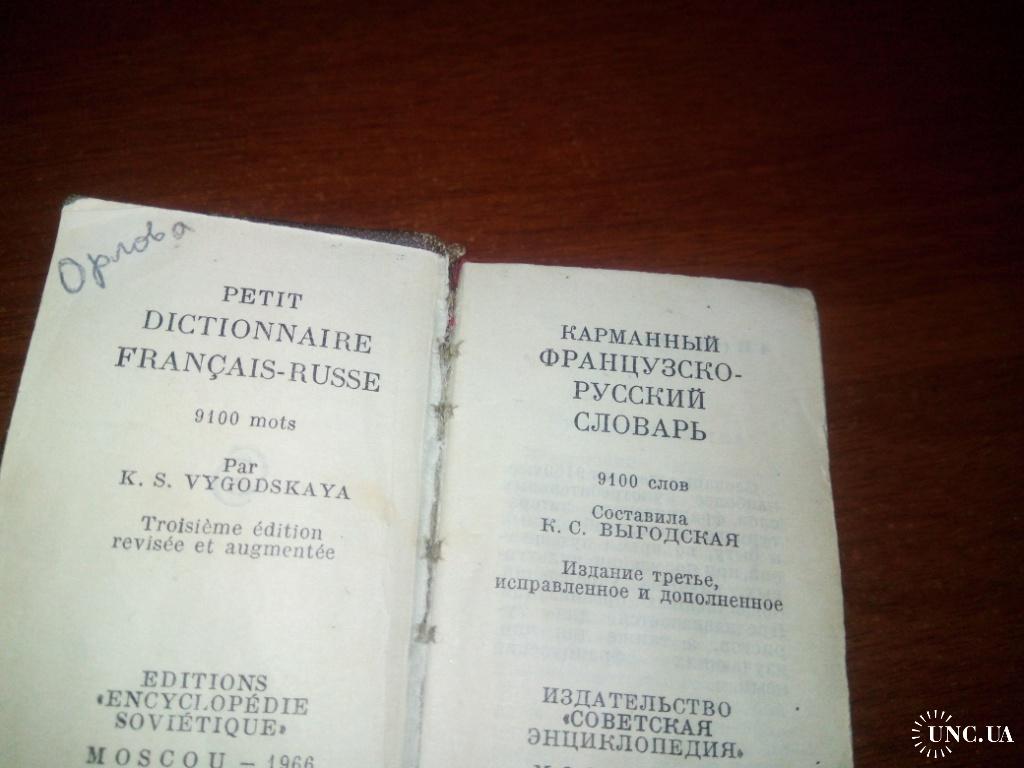 Орлова
PETIT
DICTIONNAIRE
FRANÇAIS-RUSSE
9100 mots
Par
K. S. VYGODSKAYA
Troisième édition
revisée et augmentée
EDITIONS
«ENCYCLOPÉDIE
SOVIÉTIQUE»
MOSCOU — 1966
КАРМАННЫЙ
ФРАНЦУЗСКО-
РУССКИЙ
СЛОВАРЬ
9100 слов
Составила
К. С. ВЫГОДСКАЯ
Издание третье,
исправленное и дополненное
ИЗДАТЕЛЬСТВО
«СОВЕТСКАЯ
ЭНЦИКЛОПЕДИЯ»
UNC.UA